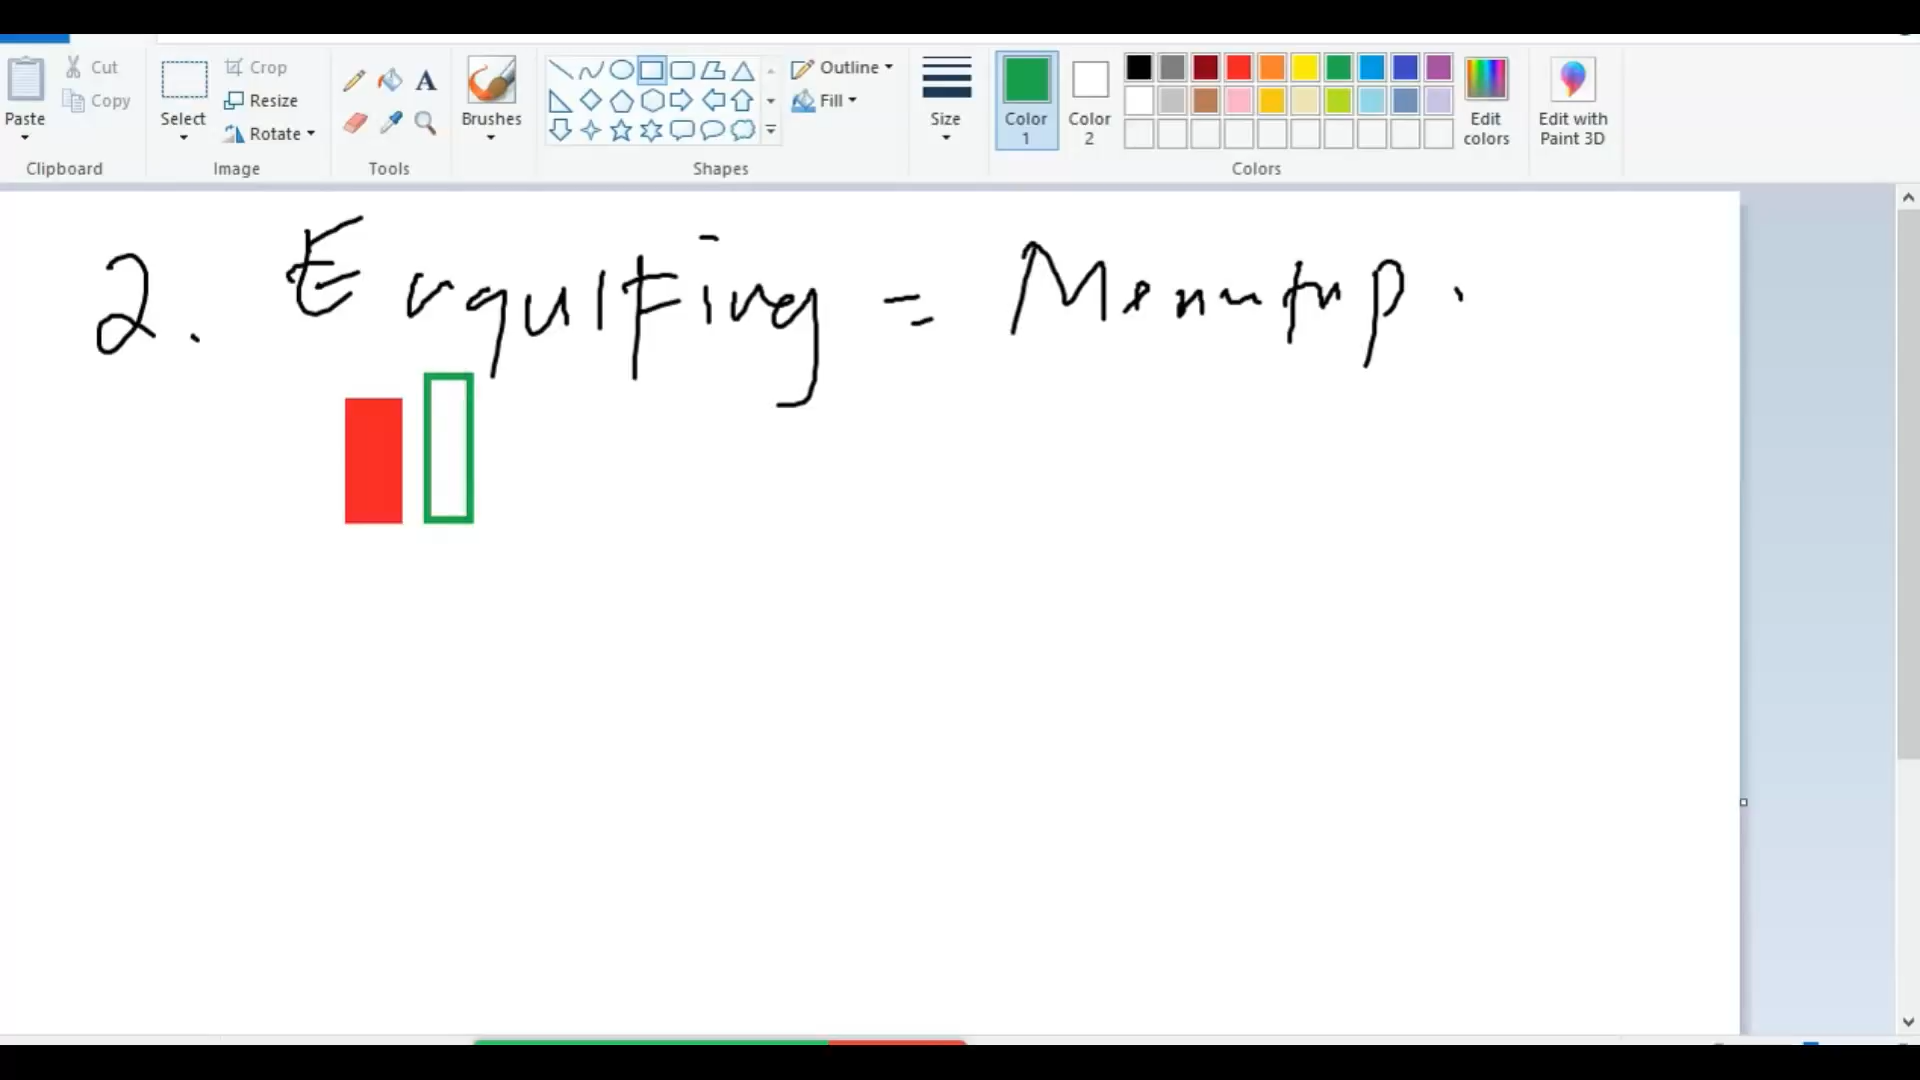 Cut
Copy
Paste
Clipboard
Crop
Resize
Rotate
Select
Image
A
Tools
Brushes
Outline
Fill
Shapes
Size
Color 1
Color 2
Edit colors
Colors
Edit with Paint 3D
2. Engulfing =